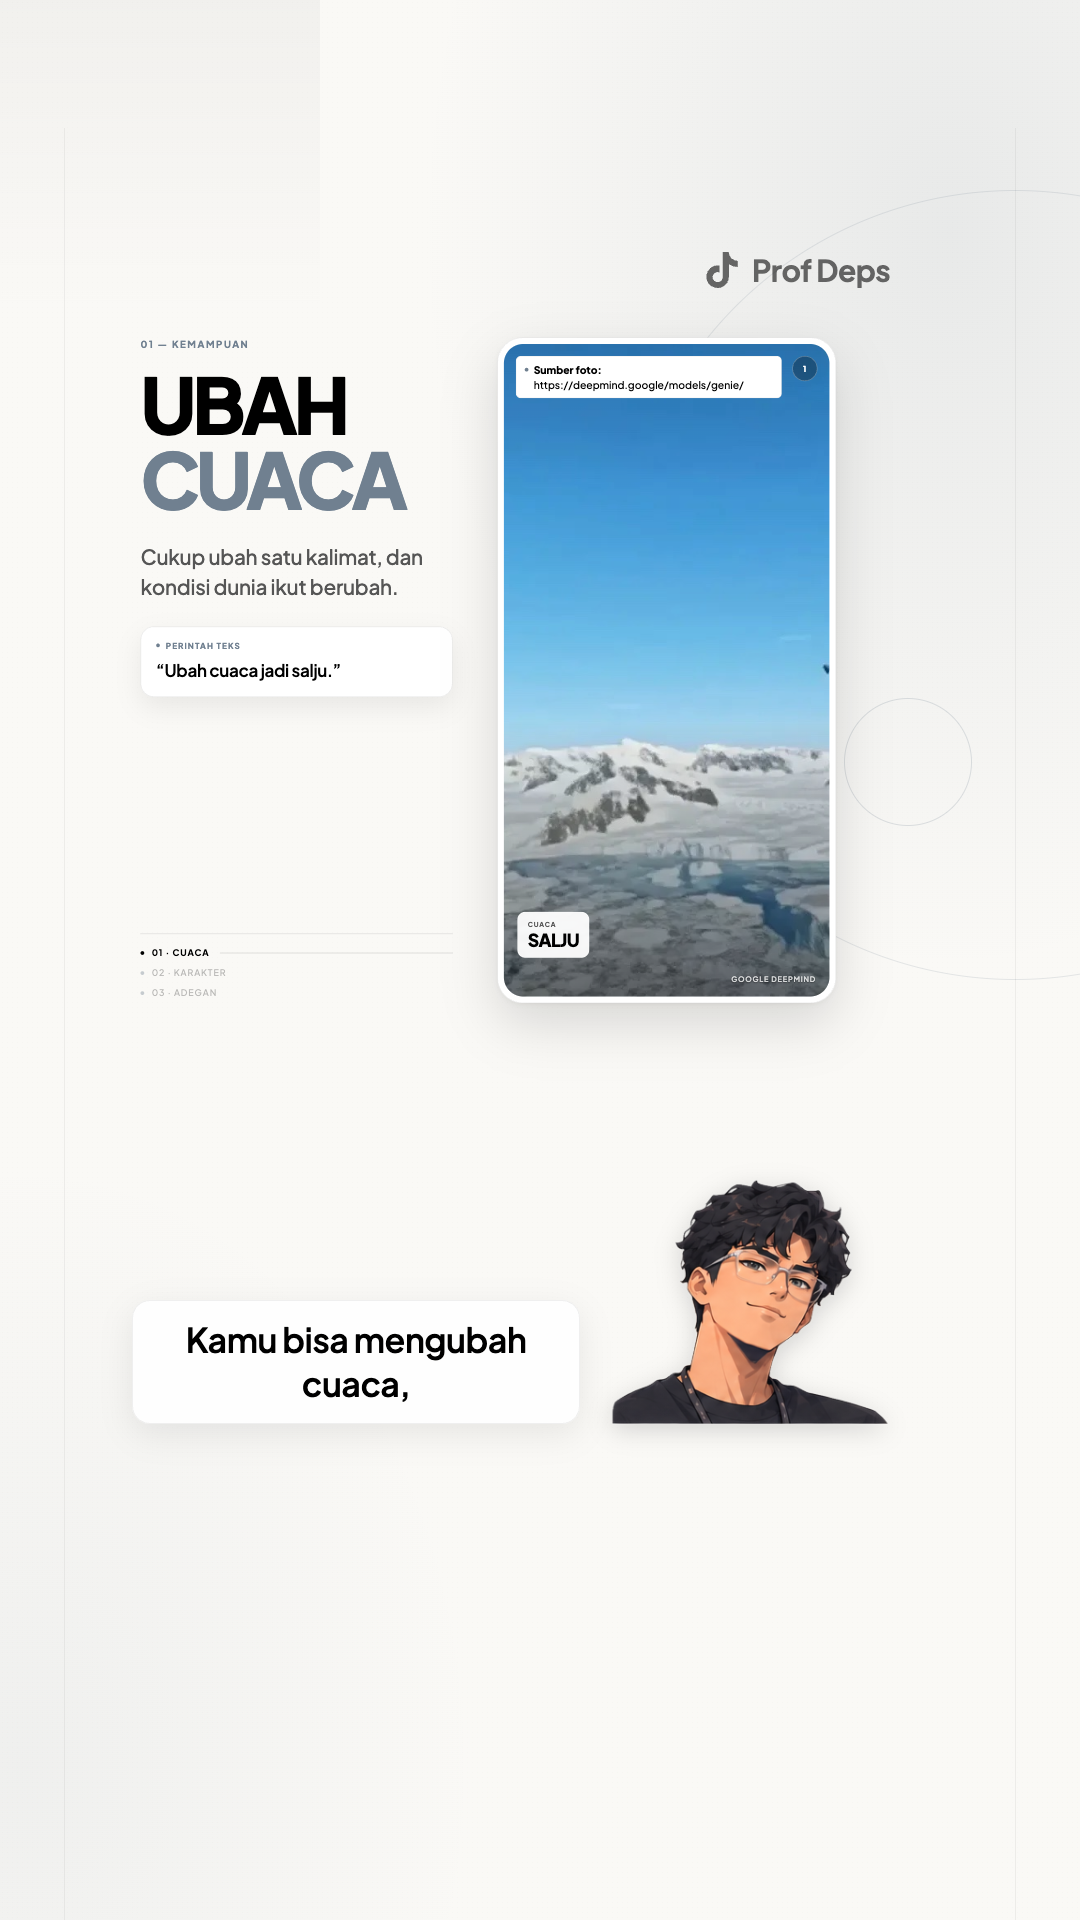 Prof Deps
01 — KEMAMPUAN
UBAH
CUACA
Cukup ubah satu kalimat, dan
kondisi dunia ikut berubah.
• PERINTAH TEKS
“Ubah cuaca jadi salju.”
• 01 · CUACA
• 02 · KARAKTER
• 03 · ADEGAN
• Sumber foto:
https://deepmind.google/models/genie/
1
CUACA
SALJU
GOOGLE DEEPMIND
Kamu bisa mengubah
cuaca,